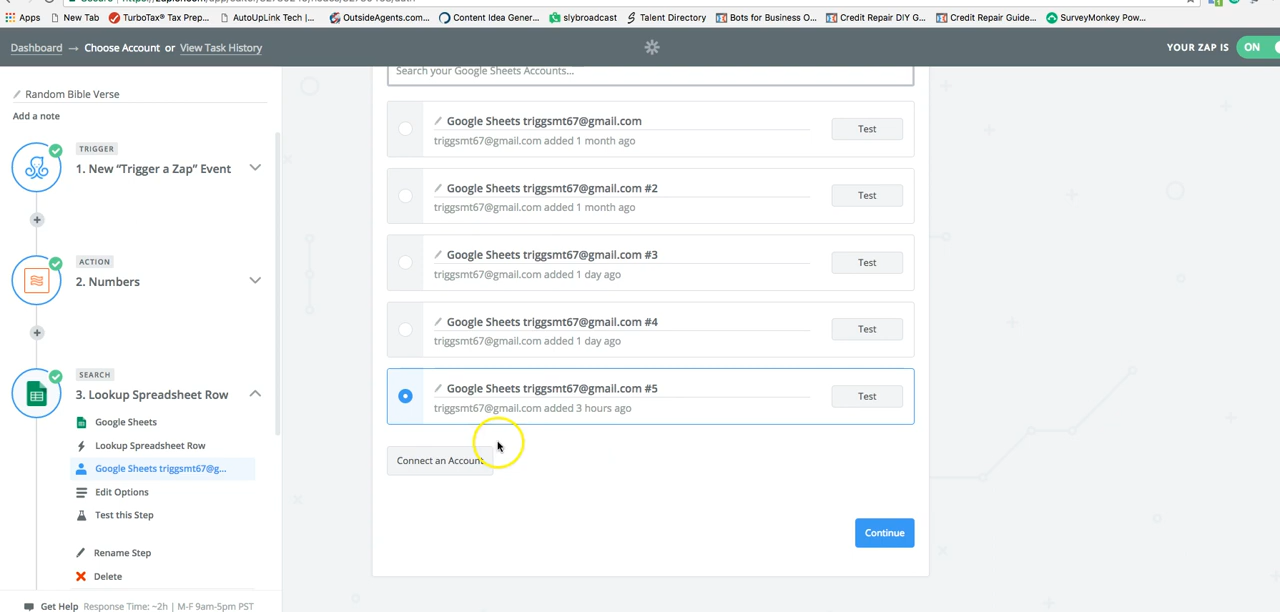 Apps
New Tab
TurboTax® Tax Prep...
AutoUpLink Tech |...
OutsideAgents.com...
Content Idea Gener...
slybroadcast
Talent Directory
Bots for Business O...
Credit Repair DIY G...
Credit Repair Guide...
SurveyMonkey Pow...
Dashboard → Choose Account or View Task History
YOUR ZAP IS ON
Random Bible Verse
Add a note
TRIGGER
1. New “Trigger a Zap” Event
ACTION
2. Numbers
SEARCH
3. Lookup Spreadsheet Row
Google Sheets
Lookup Spreadsheet Row
Google Sheets triggsmt67@g...
Edit Options
Test this Step
Rename Step
Delete
Get Help Response Time: ~2h | M-F 9am-5pm PST
Search your Google Sheets Accounts...
Google Sheets triggsmt67@gmail.com
triggsmt67@gmail.com added 1 month ago
Test
Google Sheets triggsmt67@gmail.com #2
triggsmt67@gmail.com added 1 month ago
Test
Google Sheets triggsmt67@gmail.com #3
triggsmt67@gmail.com added 1 day ago
Test
Google Sheets triggsmt67@gmail.com #4
triggsmt67@gmail.com added 1 day ago
Test
Google Sheets triggsmt67@gmail.com #5
triggsmt67@gmail.com added 3 hours ago
Test
Connect an Account
Continue